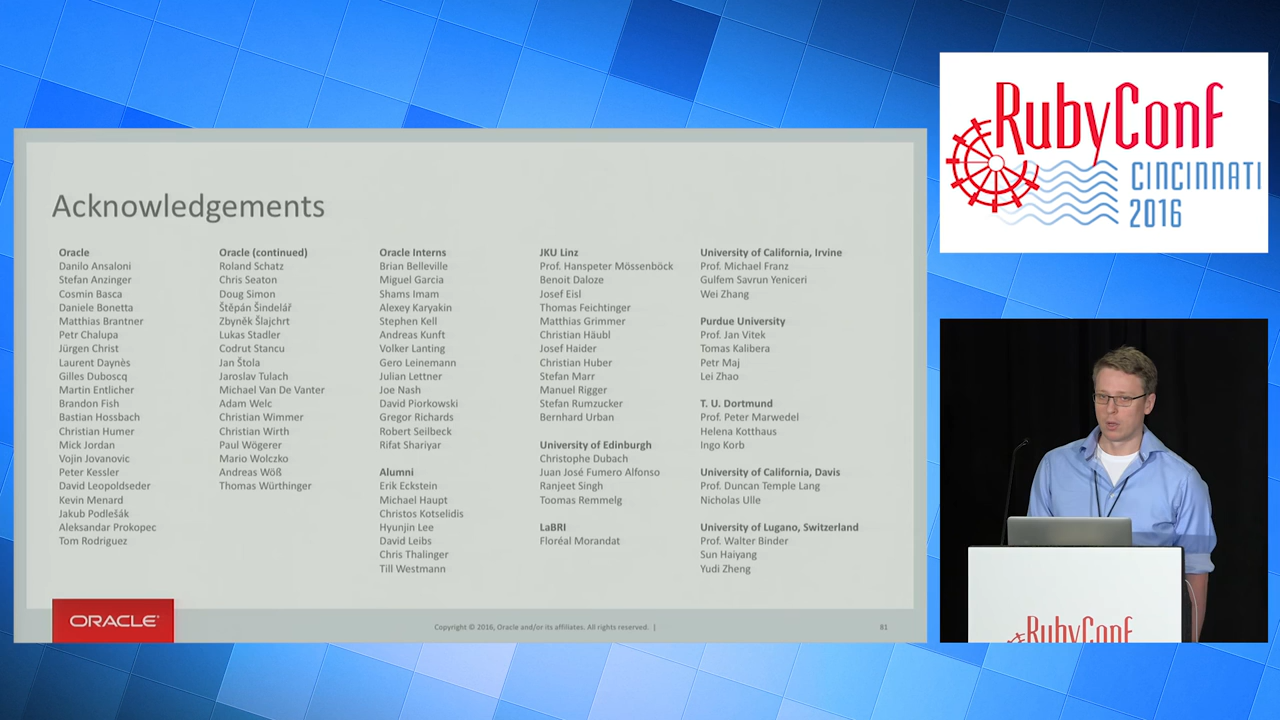 Acknowledgements
Oracle
Danilo Ansaloni
Stefan Anzinger
Cosmin Basca
Daniele Bonetta
Matthias Brantner
Petr Chalupa
Jürgen Christ
Laurent Daynès
Gilles Duboscq
Martin Entlicher
Brandon Fish
Bastian Hossbach
Christian Humer
Mick Jordan
Vojin Jovanovic
Peter Kessler
David Leopoldseder
Kevin Menard
Jakub Podlešák
Aleksandar Prokopec
Tom Rodriguez
Oracle (continued)
Roland Schatz
Chris Seaton
Doug Simon
Štěpán Šindelář
Zbyněk Šlajchrt
Lukas Stadler
Codrut Stancu
Jan Štola
Jaroslav Tulach
Michael Van De Vanter
Adam Welc
Christian Wimmer
Christian Wirth
Paul Wögerer
Mario Wolczko
Andreas Wöß
Thomas Würthinger
Oracle Interns
Brian Belleville
Miguel Garcia
Shams Imam
Alexey Karyakin
Stephen Kell
Andreas Kunft
Volker Lanting
Gero Leinemann
Julian Lettner
Joe Nash
David Piorkowski
Gregor Richards
Robert Seilbeck
Rifat Shariyar
Alumni
Erik Eckstein
Michael Haupt
Christos Kotselidis
Hyunjin Lee
David Leibs
Chris Thalinger
Till Westmann
JKU Linz
Prof. Hanspeter Mössenböck
Benoit Daloze
Josef Eisl
Thomas Feichtinger
Matthias Grimmer
Christian Häubl
Josef Haider
Christian Huber
Stefan Marr
Manuel Rigger
Stefan Rumzucker
Bernhard Urban
University of Edinburgh
Christophe Dubach
Juan José Fumero Alfonso
Ranjeet Singh
Toomas Remmelg
LaBRI
Floréal Morandat
University of California, Irvine
Prof. Michael Franz
Gulfem Savrun Yeniceri
Wei Zhang
Purdue University
Prof. Jan Vitek
Tomas Kalibera
Petr Maj
Lei Zhao
T. U. Dortmund
Prof. Peter Marwedel
Helena Kotthaus
Ingo Korb
University of California, Davis
Prof. Duncan Temple Lang
Nicholas Ulle
University of Lugano, Switzerland
Prof. Walter Binder
Sun Haiyang
Yudi Zheng
ORACLE®
Copyright © 2016, Oracle and/or its affiliates. All rights reserved. |
81
RubyConf
CINCINNATI
2016
RubyConf